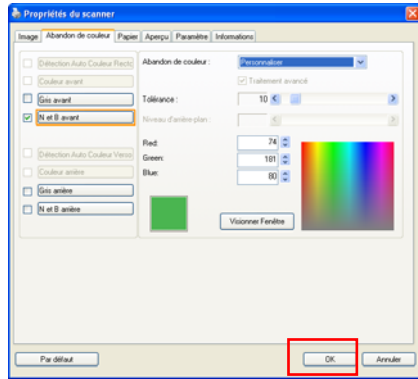 Propriétés du scanner
Image Abandon de couleur Papier Aperçu Paramètre Informations
Détection Auto Couleur Recto
Couleur avant
Gris avant
N et B avant
Détection Auto Couleur Verso
Couleur arrière
Gris arrière
N et B arrière
Abandon de couleur : Personnaliser
Traitement avancé
Tolérance : 10
Niveau d'arrière-plan :
Red: 74
Green: 181
Blue: 80
Visionner Fenêtre
Par défaut OK Annuler